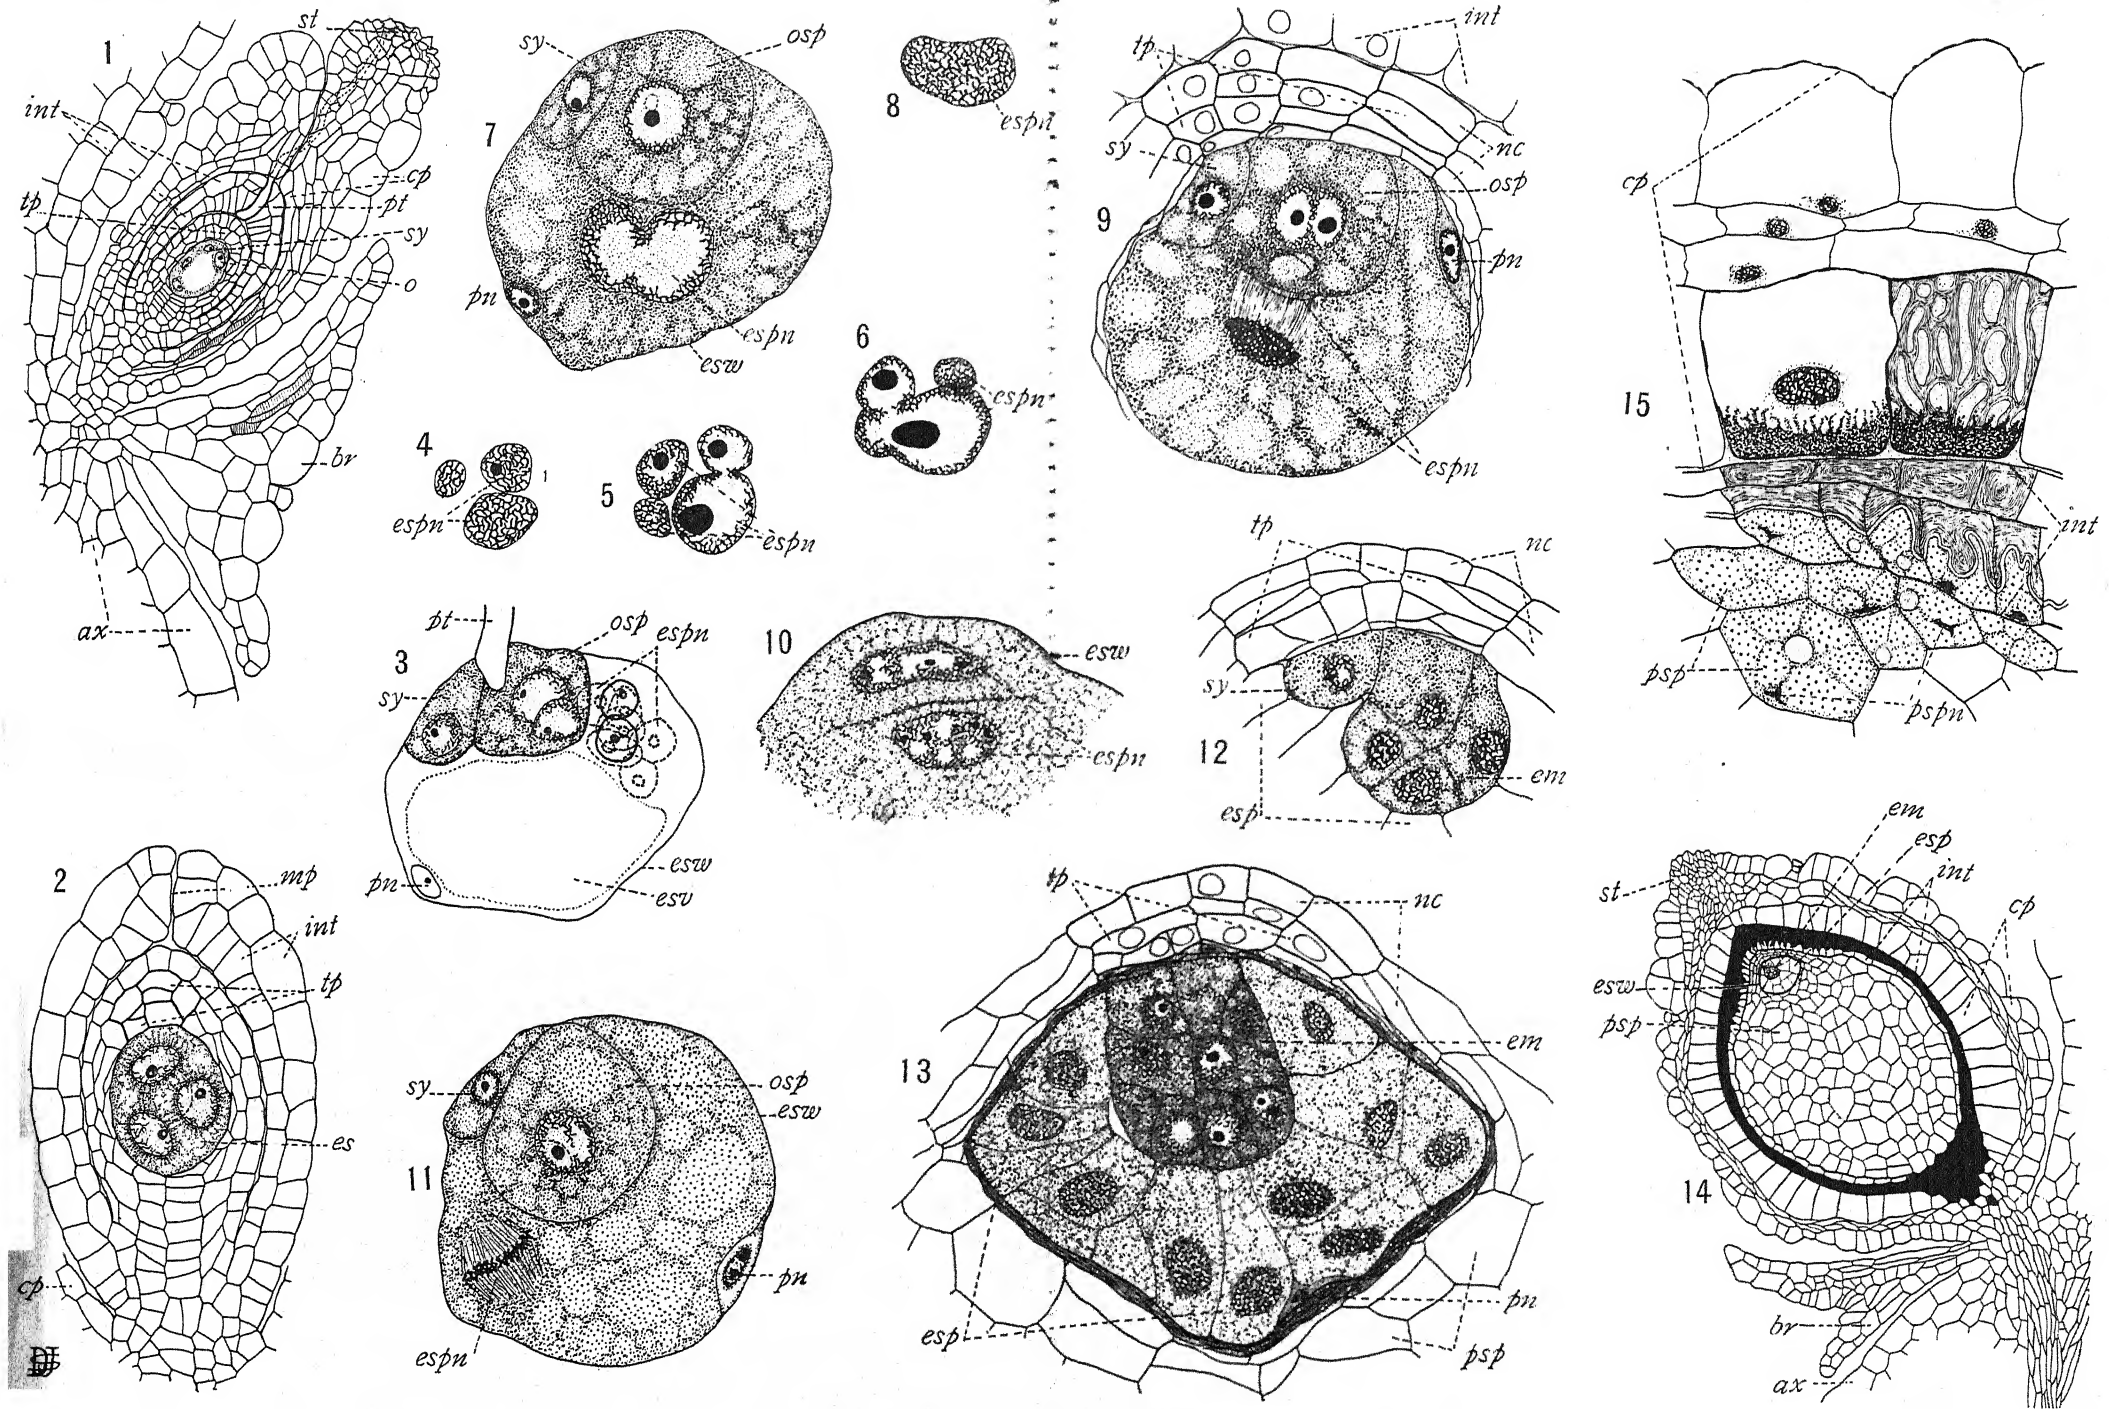 1
st
int
cp
tp
pt
sy
o
br
ax
2
mp
int
tp
es
cp
3
pt
osp
espn
sy
esw
esv
pn
4
espn
5
espn
6
espn
7
sy
osp
pn
espn
esw
8
espn
9
int
tp
sy
nc
osp
pn
espn
10
esw
espn
11
sy
osp
esw
pn
espn
12
tp
nc
sy
em
esp
13
tp
nc
em
pn
esp
psp
14
em
esp
int
st
cp
esw
psp
br
ax
15
cp
int
psp
pspn